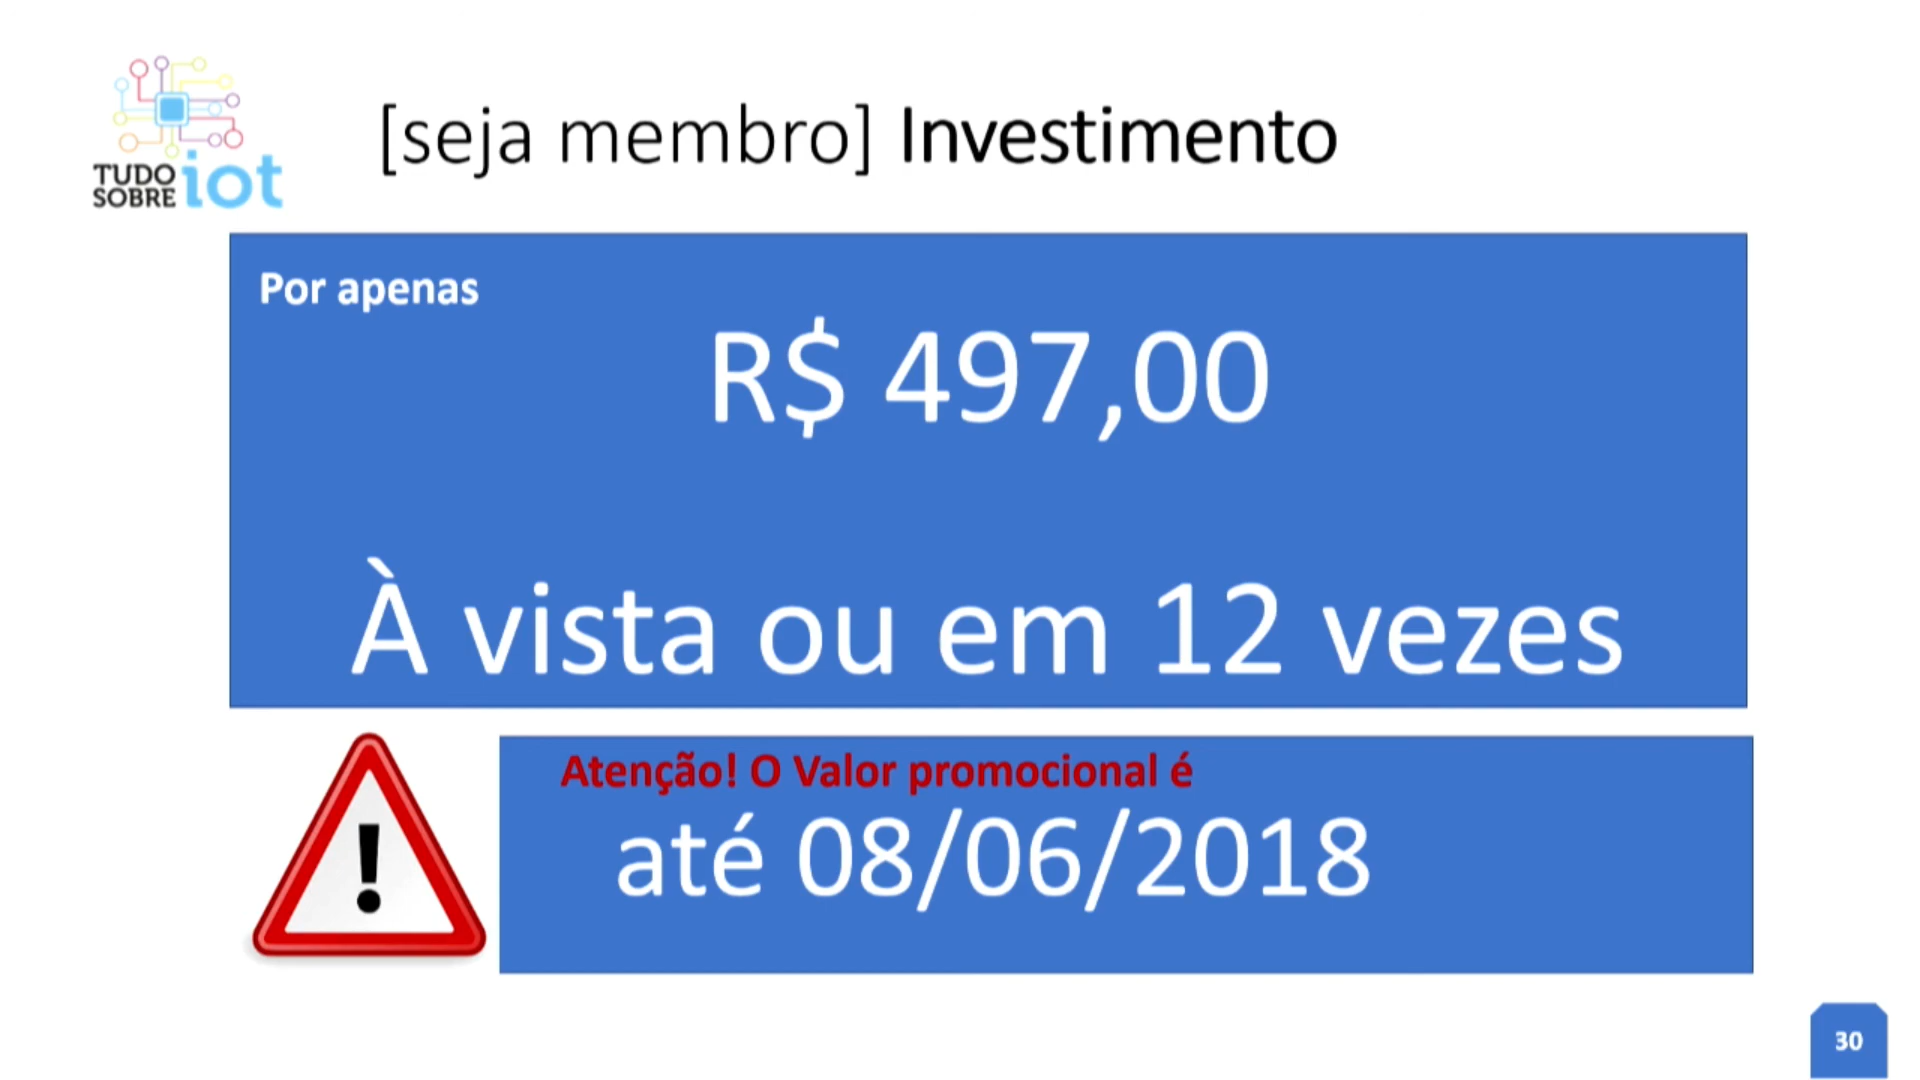 TUDO
SOBRE iot
[seja membro] Investimento
Por apenas
R$ 497,00
À vista ou em 12 vezes
!
Atenção! O Valor promocional é
até 08/06/2018
30